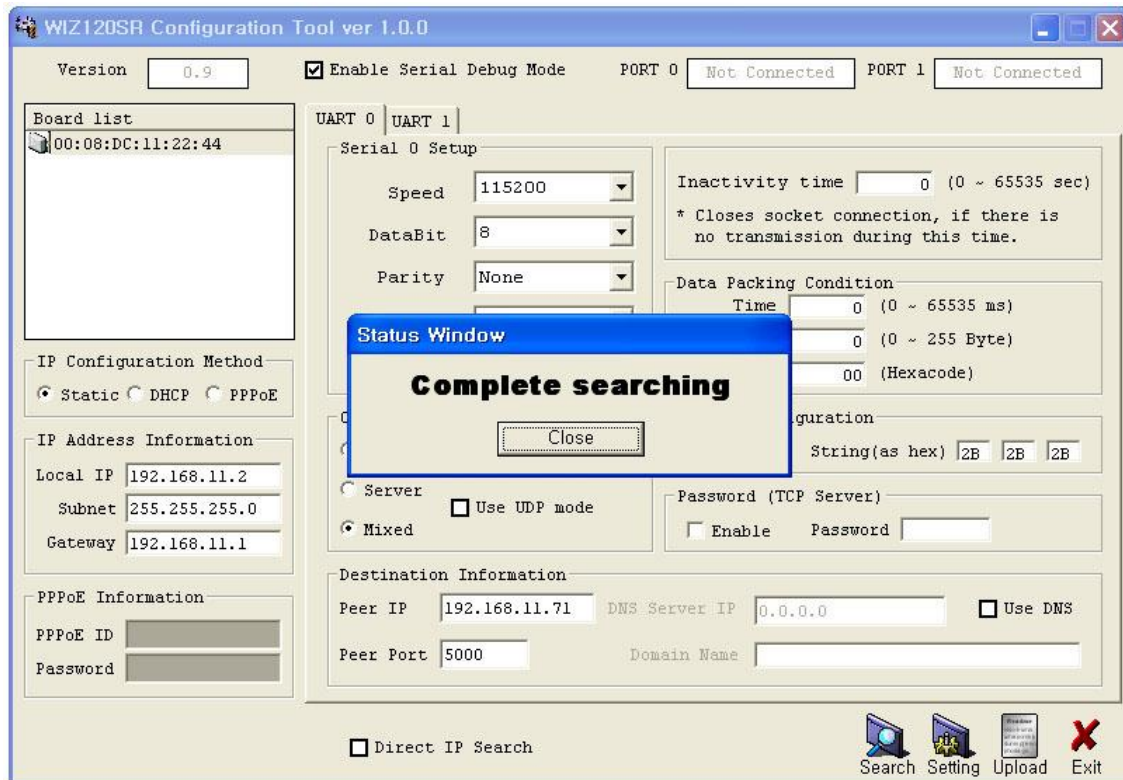 WIZ120SR Configuration Tool ver 1.0.0
Version 0.9
Enable Serial Debug Mode
PORT 0 Not Connected
PORT 1 Not Connected
Board list
00:08:DC:11:22:44
IP Configuration Method
Static DHCP PPPoE
IP Address Information
Local IP 192.168.11.2
Subnet 255.255.255.0
Gateway 192.168.11.1
PPPoE Information
PPPoE ID
Password
UART 0 UART 1
Serial 0 Setup
Speed 115200
DataBit 8
Parity None
Inactivity time 0 (0 ~ 65535 sec)
* Closes socket connection, if there is
no transmission during this time.
Data Packing Condition
Time 0 (0 ~ 65535 ms)
0 (0 ~ 255 Byte)
00 (Hexacode)
Status Window
Complete searching
Close
Server
Use UDP mode
Mixed
String(as hex) 2B 2B 2B
Password (TCP Server)
Enable Password
Destination Information
Peer IP 192.168.11.71
DNS Server IP 0.0.0.0
Use DNS
Peer Port 5000
Domain Name
Direct IP Search
Search Setting Upload Exit